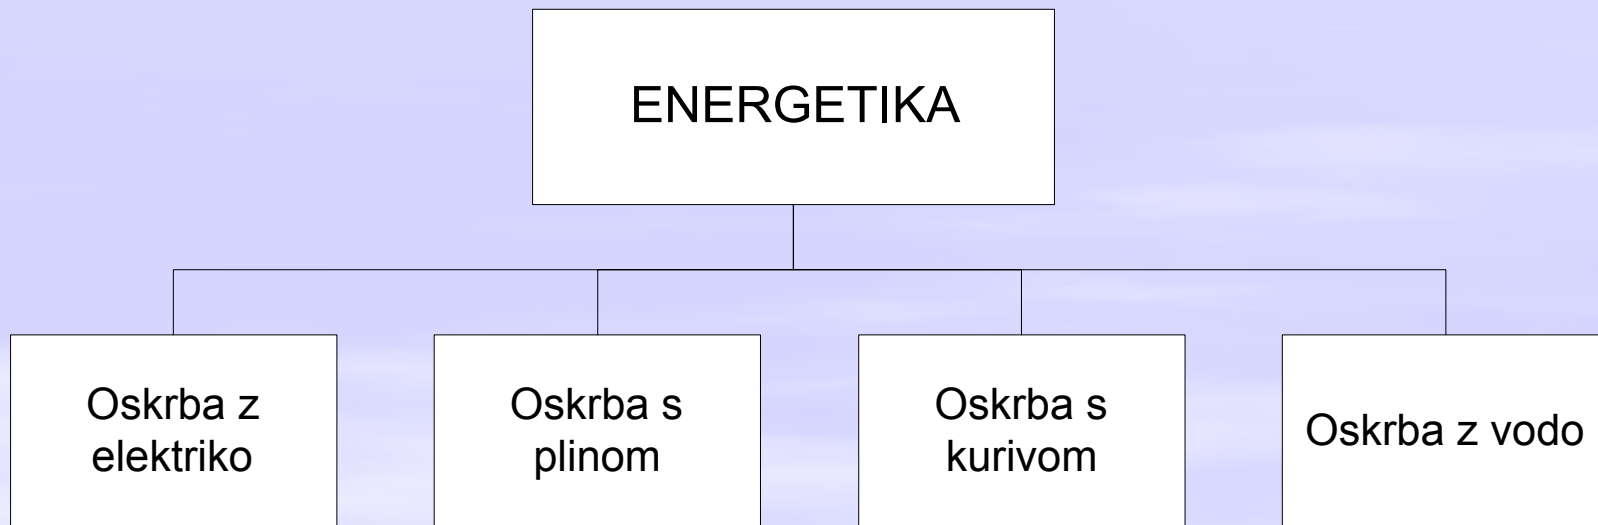 ENERGETIKA
Oskrba z
elektriko
Oskrba s
plinom
Oskrba s
kurivom
Oskrba z vodo